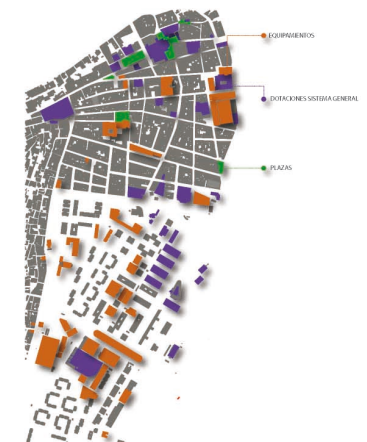 EQUIPAMIENTOS
DOTACIONES SISTEMA GENERAL
PLAZAS